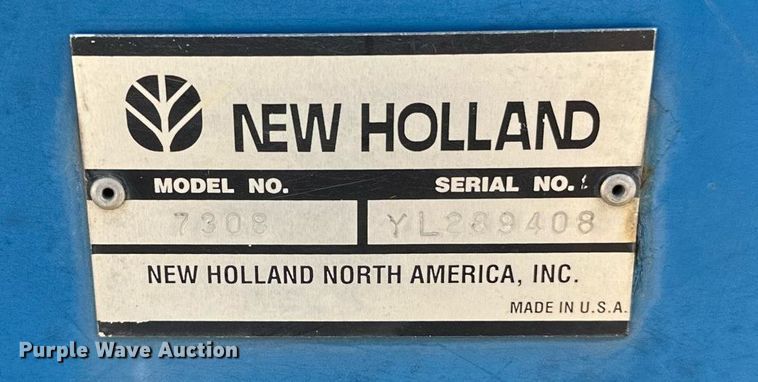 NEW HOLLAND
MODEL NO. SERIAL NO.
7308 YL289408
NEW HOLLAND NORTH AMERICA, INC.
MADE IN U.S.A.
Purple Wave Auction